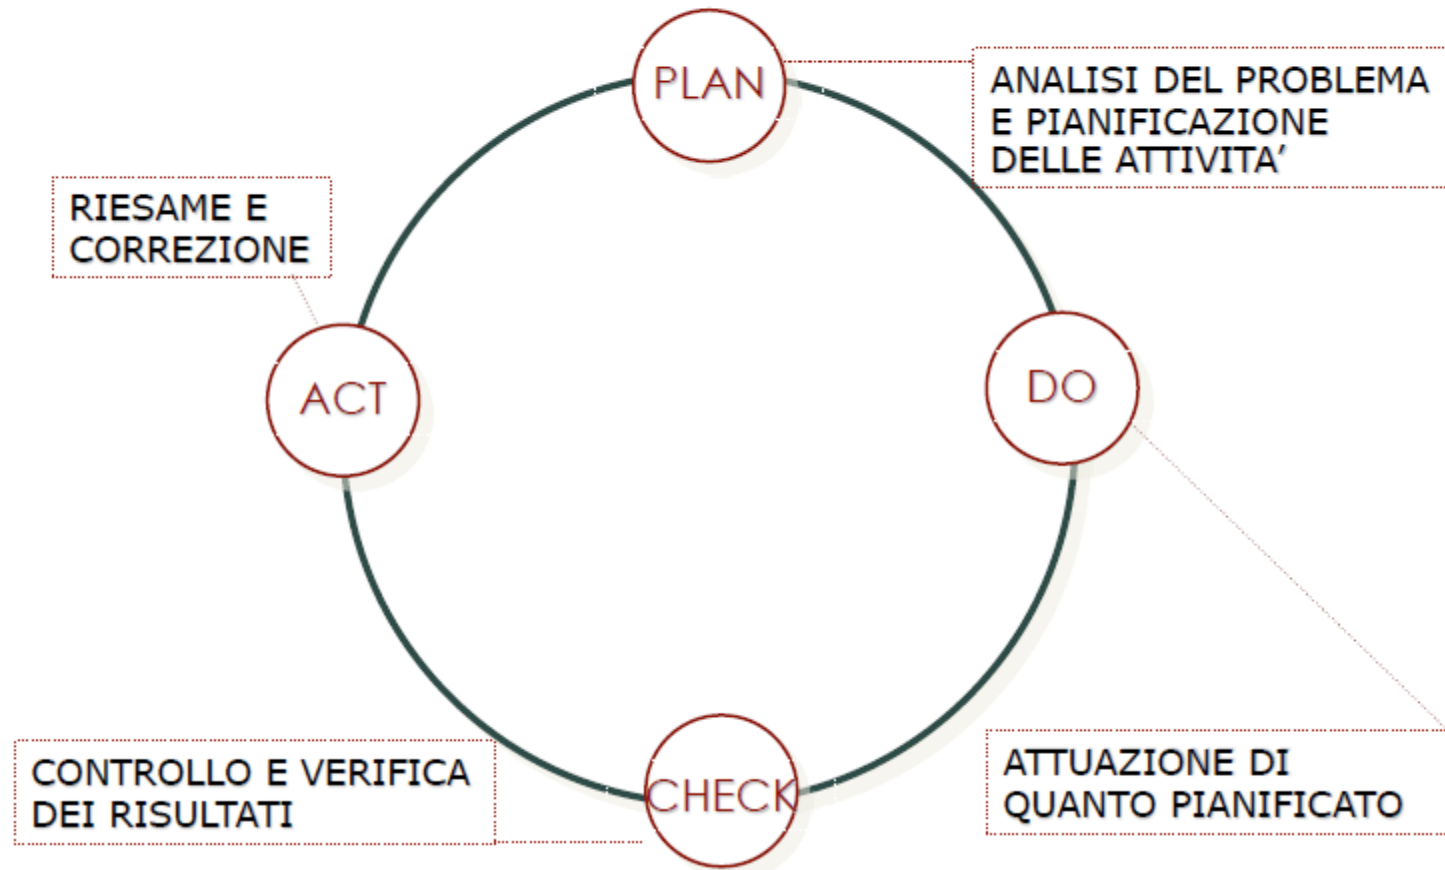 PLAN
ANALISI DEL PROBLEMA
E PIANIFICAZIONE
DELLE ATTIVITA’
RIESAME E
CORREZIONE
ACT
DO
CONTROLLO E VERIFICA
DEI RISULTATI
CHECK
ATTUAZIONE DI
QUANTO PIANIFICATO